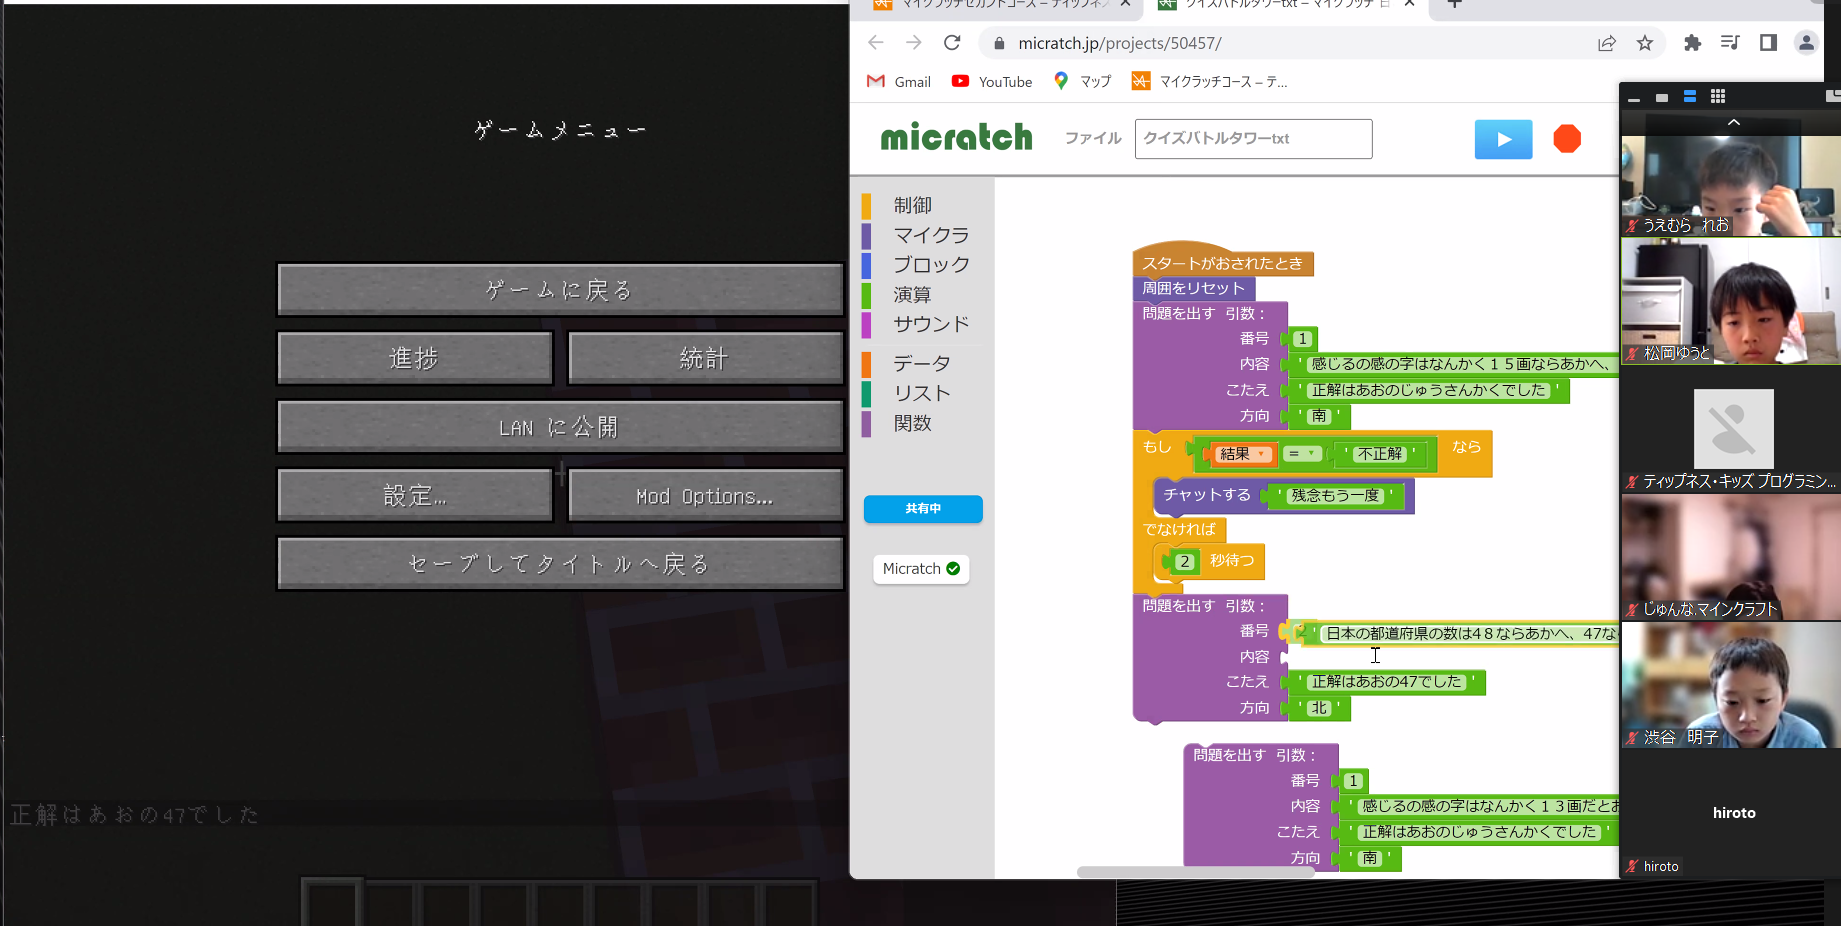 ゲームメニュー
ゲームに戻る
進捗
統計
LAN に公開
設定...
Mod Options...
セーブしてタイトルへ戻る
正解はあおの47でした
マイクラッチセカンドコース – ティップネス
クイズバトルタワーtxt – マイクラッチ 日
micratch.jp/projects/50457/
Gmail
YouTube
マップ
マイクラッチコース – テ...
micratch
ファイル
クイズバトルタワーtxt
制御
マイクラ
ブロック
演算
サウンド
データ
リスト
関数
共有中
Micratch
スタートがおされたとき
周囲をリセット
問題を出す 引数：
番号 1
内容 ' 感じるの感の字はなんかく１５画ならあかへ、
こたえ ' 正解はあおのじゅうさんかくでした '
方向 ' 南 '
もし 結果 = ' 不正解 ' なら
チャットする ' 残念もう一度 '
でなければ
2 秒待つ
問題を出す 引数：
番号 2 ' 日本の都道府県の数は4８ならあかへ、47な
内容
こたえ ' 正解はあおの47でした '
方向 ' 北 '
問題を出す 引数：
番号 1
内容 ' 感じるの感の字はなんかく１３画だとお
こたえ ' 正解はあおのじゅうさんかくでした '
方向 ' 南 '
うえむら れお
松岡ゆうと
ティップネス・キッズ プログラミン...
じゅんな.マインクラフト
渋谷 明子
hiroto
hiroto